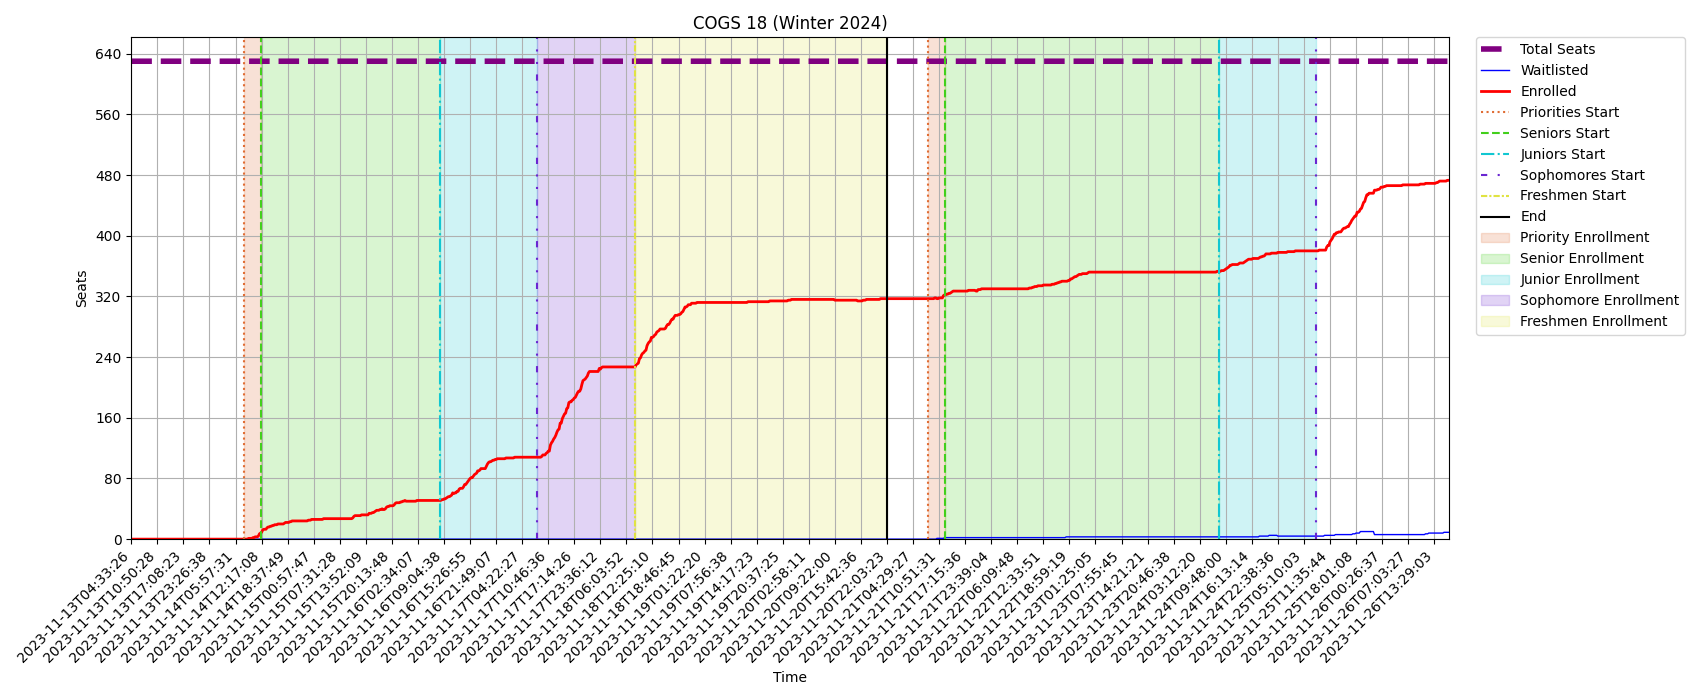 COGS 18 (Winter 2024)
Seats
640
560
480
400
320
240
160
80
0
2023-11-13T04:33:26
2023-11-13T10:50:28
2023-11-13T17:08:23
2023-11-13T23:26:38
2023-11-14T05:57:31
2023-11-14T12:17:08
2023-11-14T18:37:49
2023-11-15T00:57:47
2023-11-15T07:31:28
2023-11-15T13:52:09
2023-11-15T20:13:48
2023-11-16T02:34:07
2023-11-16T09:04:38
2023-11-16T15:26:55
2023-11-16T21:49:07
2023-11-17T04:22:27
2023-11-17T10:46:36
2023-11-17T17:14:26
2023-11-17T23:36:12
2023-11-18T06:03:52
2023-11-18T12:25:10
2023-11-18T18:46:45
2023-11-19T01:22:20
2023-11-19T07:56:38
2023-11-19T14:17:23
2023-11-19T20:37:25
2023-11-20T02:58:11
2023-11-20T09:22:00
2023-11-20T15:42:36
2023-11-20T22:03:23
2023-11-21T04:29:27
2023-11-21T10:51:31
2023-11-21T17:15:36
2023-11-21T23:39:04
2023-11-22T06:09:48
2023-11-22T12:33:51
2023-11-22T18:59:19
2023-11-23T01:25:05
2023-11-23T07:55:45
2023-11-23T14:21:21
2023-11-23T20:46:38
2023-11-24T03:12:20
2023-11-24T09:48:00
2023-11-24T16:13:14
2023-11-24T22:38:36
2023-11-25T05:10:03
2023-11-25T11:35:44
2023-11-25T18:01:08
2023-11-26T00:26:37
2023-11-26T07:03:27
2023-11-26T13:29:03
Time
Total Seats
Waitlisted
Enrolled
Priorities Start
Seniors Start
Juniors Start
Sophomores Start
Freshmen Start
End
Priority Enrollment
Senior Enrollment
Junior Enrollment
Sophomore Enrollment
Freshmen Enrollment